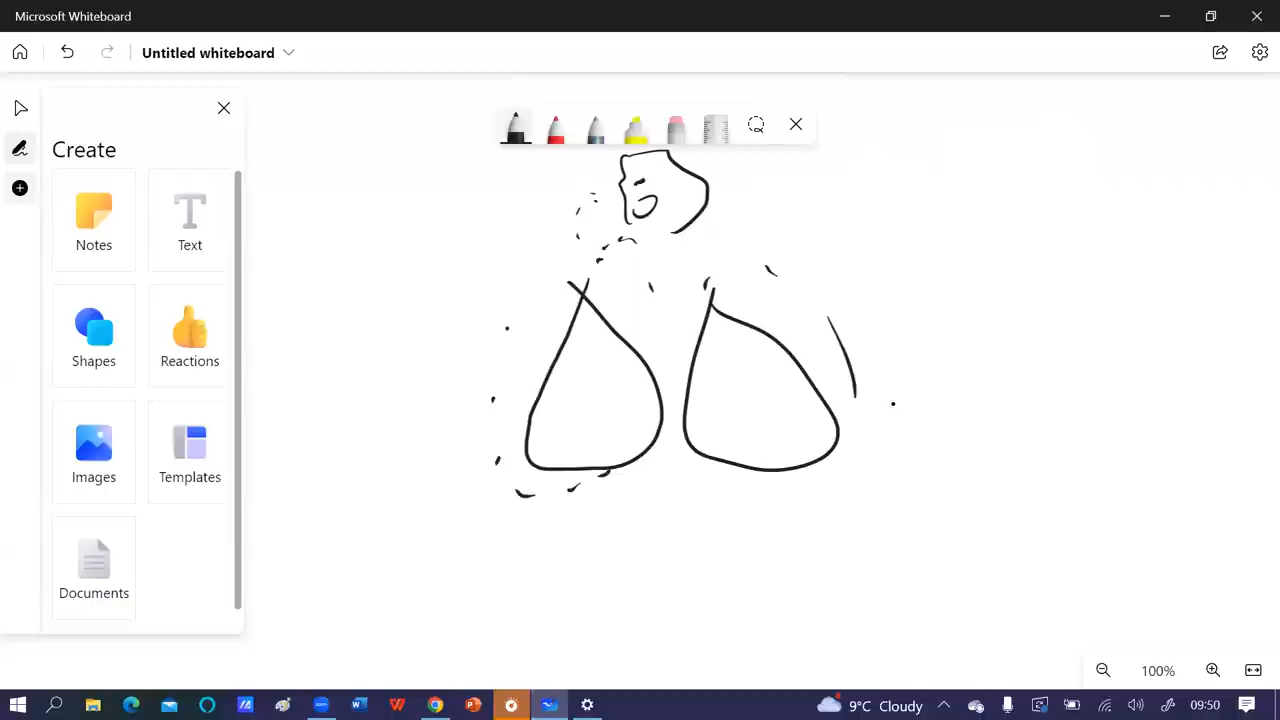 Microsoft Whiteboard
Untitled whiteboard
Create
Notes
Text
Shapes
Reactions
Images
Templates
Documents
100%
9°C Cloudy
09:50